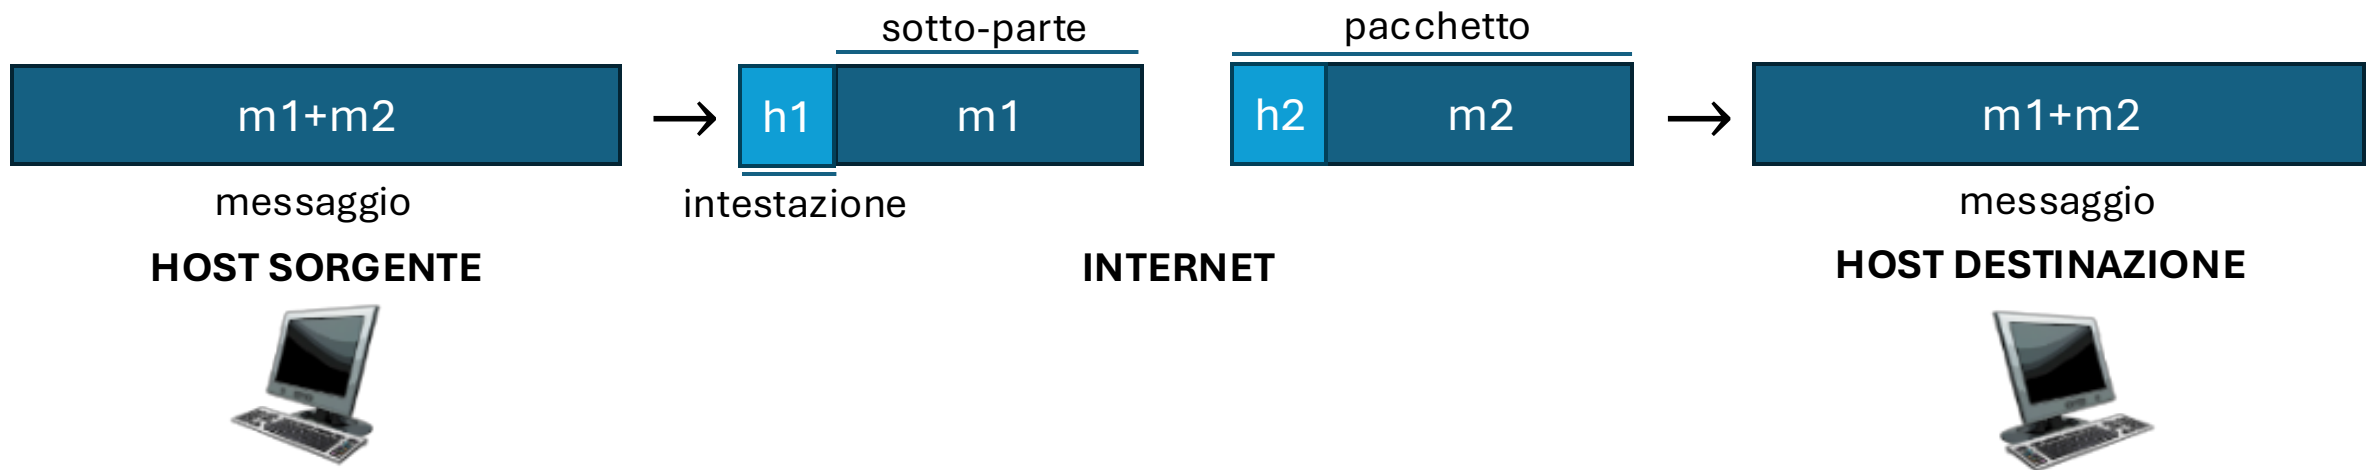 sotto-parte
pacchetto
m1+m2
h1
m1
h2
m2
m1+m2
messaggio
intestazione
messaggio
HOST SORGENTE
INTERNET
HOST DESTINAZIONE